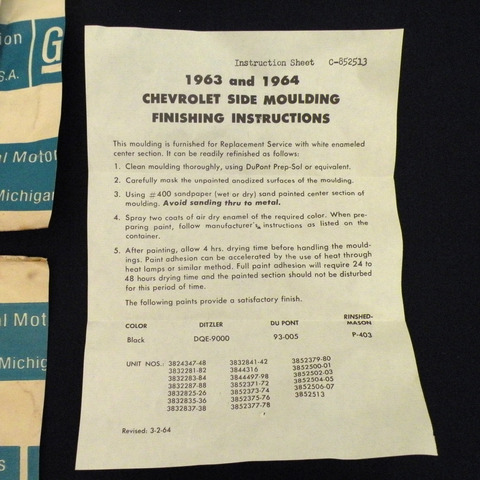 ion
G
S.A.
l Motor
Michigan
l Mot
Michig
s
Instruction Sheet C-852513
1963 and 1964
CHEVROLET SIDE MOULDING
FINISHING INSTRUCTIONS
This moulding is furnished for Replacement Service with white enameled
center section. It can be readily refinished as follows:
1. Clean moulding thoroughly, using DuPont Prep-Sol or equivalent.
2. Carefully mask the unpainted anodized surfaces of the moulding.
3. Using #400 sandpaper (wet or dry) sand painted center section of
moulding. Avoid sanding thru to metal.
4. Spray two coats of air dry enamel of the required color. When pre-
paring paint, follow manufacturer's instructions as listed on the
container.
5. After painting, allow 4 hrs. drying time before handling the mould-
ings. Paint adhesion can be accelerated by the use of heat through
heat lamps or similar method. Full paint adhesion will require 24 to
48 hours drying time and the painted section should not be disturbed
for this period of time.
The following paints provide a satisfactory finish.
COLOR DITZLER DU PONT RINSHED-
MASON
Black DQE-9000 93-005 P-403
UNIT NOS.: 3824347-48 3832841-42 3852379-80
3832281-82 3844316 3852500-01
3832283-84 3844497-98 3852502-03
3832287-88 3852371-72 3852504-05
3832825-26 3852373-74 3852506-07
3832835-36 3852375-76 3852513
3832837-38 3852377-78
Revised: 3-2-64